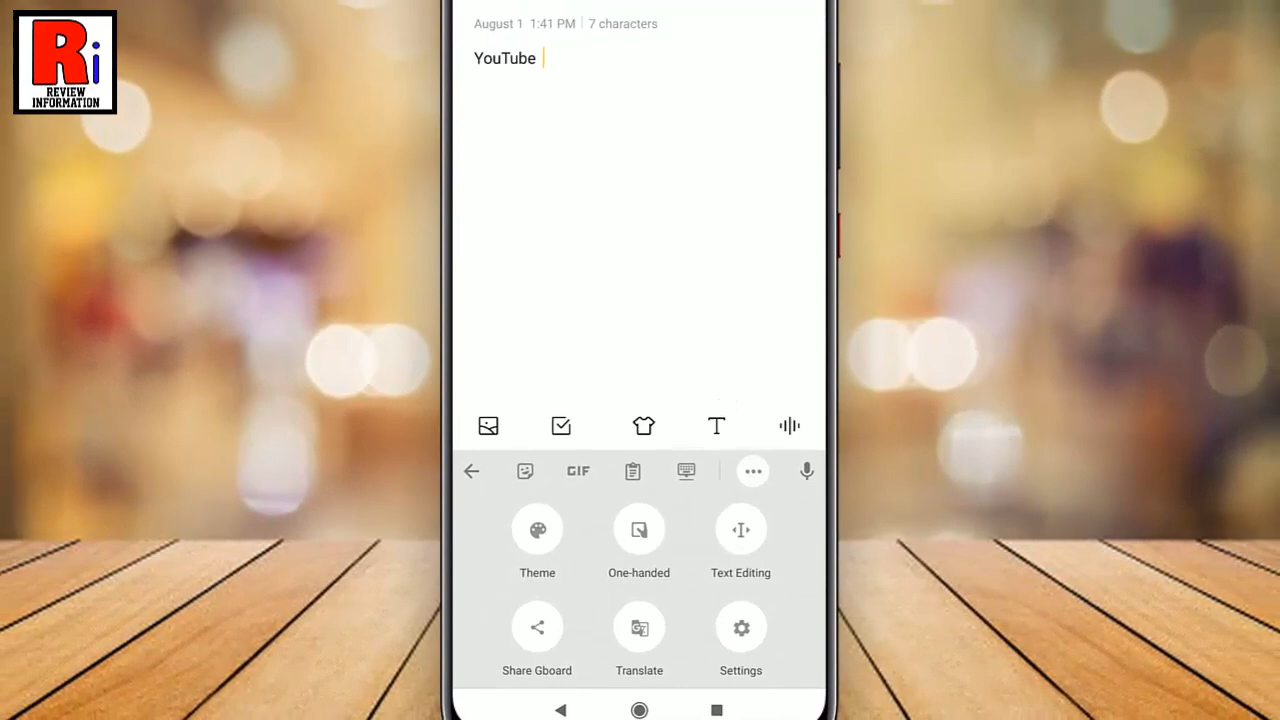 Ri
REVIEW
INFORMATION
August 1 1:41 PM | 7 characters
YouTube
T
GIF
Theme
One-handed
Text Editing
Share Gboard
Translate
Settings